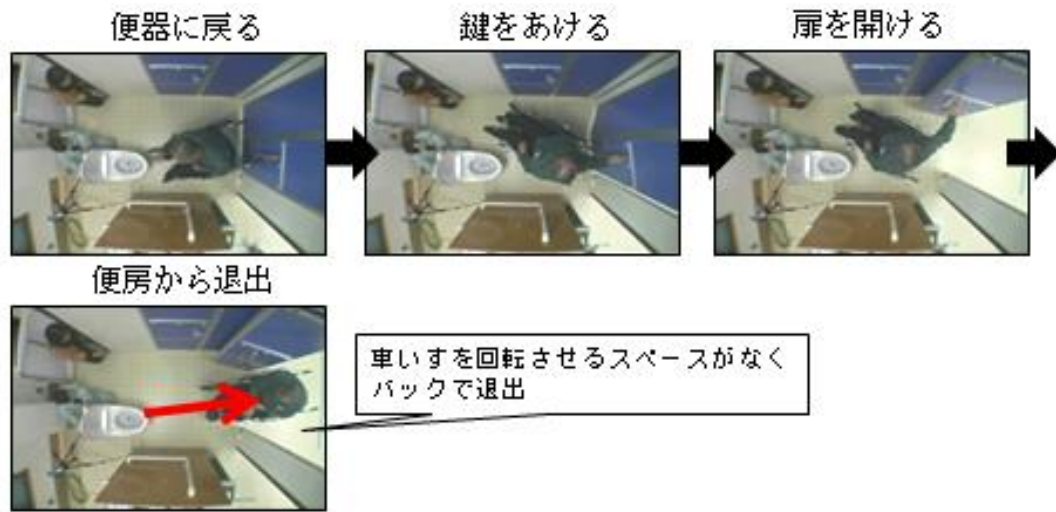 便器に戻る
鍵をあける
扉を開ける
便房から退出
車いすを回転させるスペースがなく
バックで退出